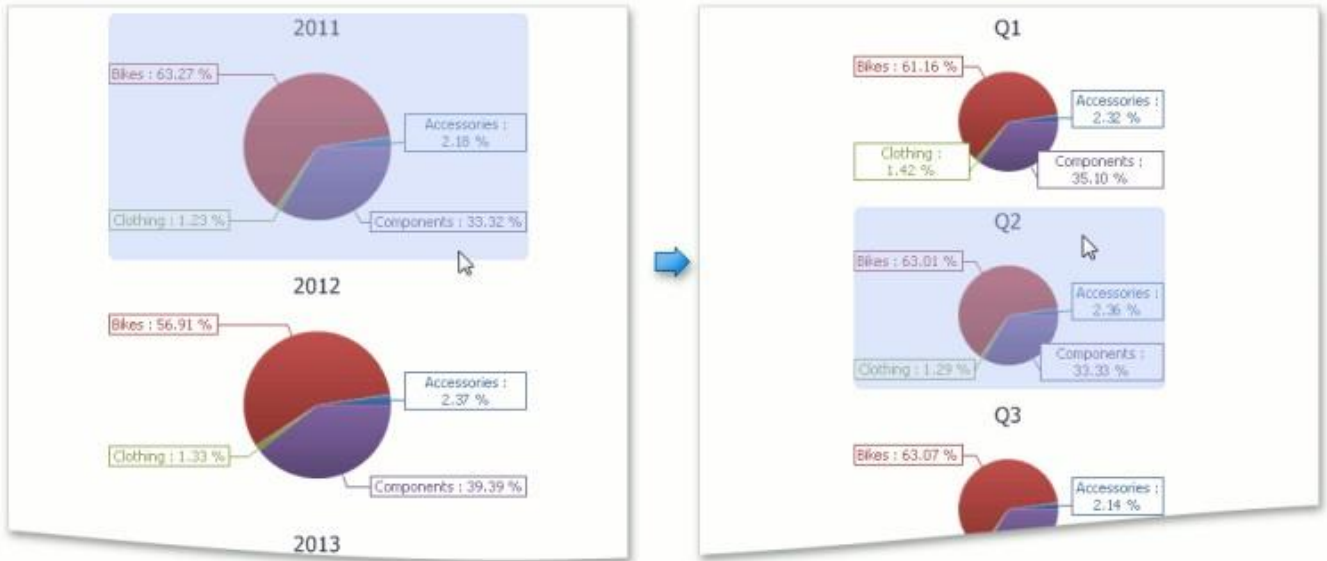 2011
Bikes : 63.27 %
Accessories :
2.18 %
Clothing : 1.23 %
Components : 33.32 %
2012
Bikes : 56.91 %
Accessories :
2.37 %
Clothing : 1.33 %
Components : 39.39 %
2013
Q1
Bikes : 61.16 %
Accessories :
2.32 %
Clothing :
1.42 %
Components :
35.10 %
Q2
Bikes : 63.01 %
Accessories :
2.36 %
Components :
33.33 %
Clothing : 1.29 %
Q3
Bikes : 63.07 %
Accessories :
2.14 %